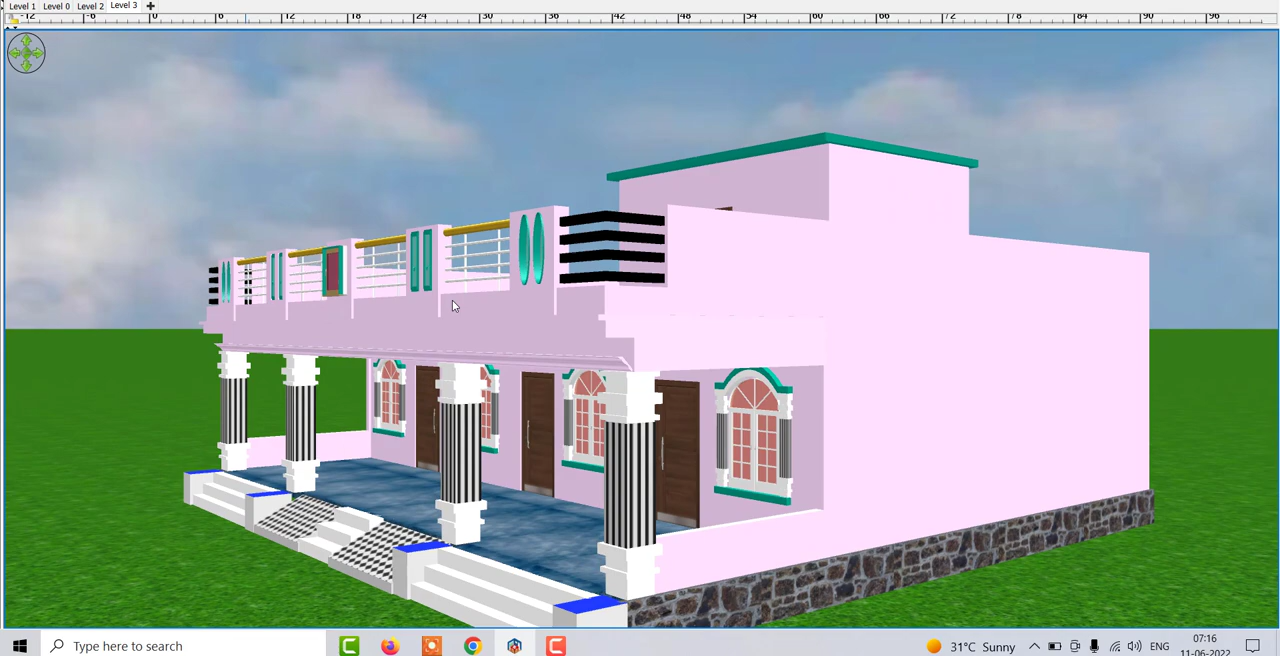 Level 1 Level 0 Level 2 Level 3
-12 -6 0 6 12 18 24 30 36 42 48 54 60 66 72 78 84 90 96
Type here to search
31°C Sunny
ENG
07:16
11-06-2022